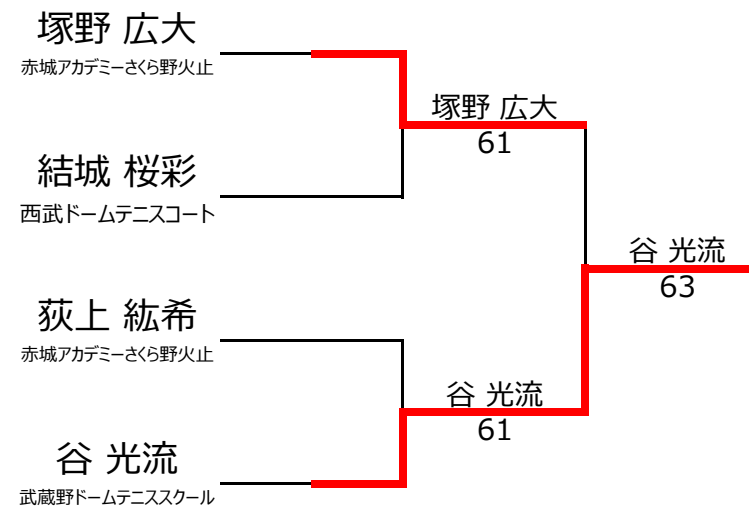 塚野 広大
赤城アカデミーさくら野火止
塚野 広大
61
結城 桜彩
西武ドームテニスコート
谷 光流
63
荻上 紘希
赤城アカデミーさくら野火止
谷 光流
61
谷 光流
武蔵野ドームテニススクール